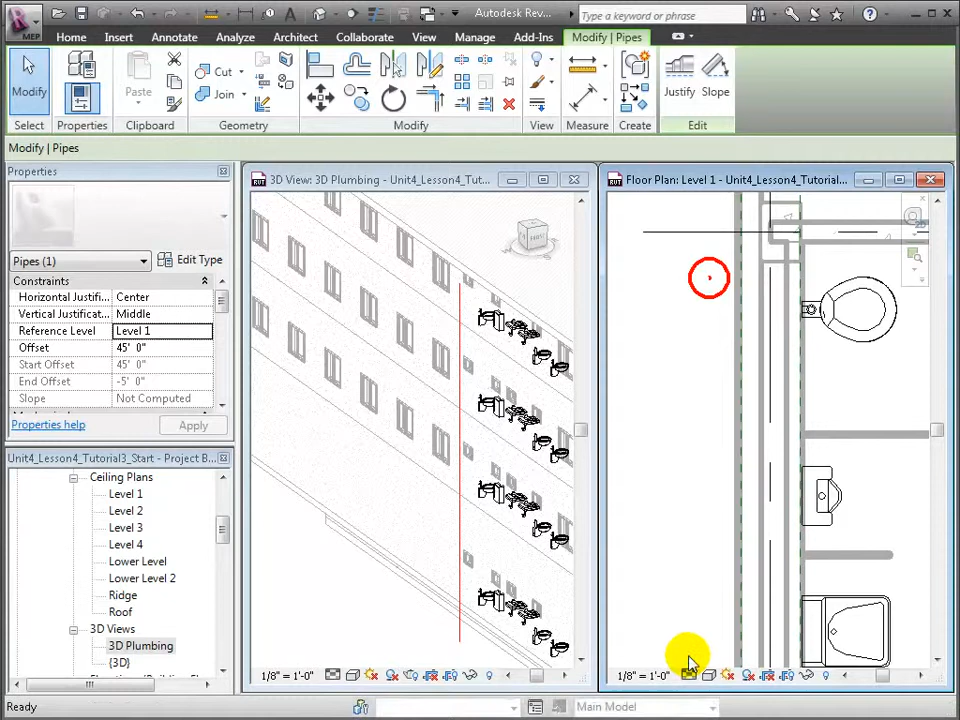 Autodesk Rev...
Type a keyword or phrase
MEP
Home Insert Annotate Analyze Architect Collaborate View Manage Add-Ins Modify | Pipes
Modify Paste Cut Join Justify Slope
Select Properties Clipboard Geometry Modify View Measure Create Edit
Modify | Pipes
Properties
Pipes (1) Edit Type
Constraints
Horizontal Justifi... Center
Vertical Justificat... Middle
Reference Level Level 1
Offset 45' 0"
Start Offset 45' 0"
End Offset -5' 0"
Slope Not Computed
Properties help Apply
Unit4_Lesson4_Tutorial3_Start - Project B...
Ceiling Plans
Level 1
Level 2
Level 3
Level 4
Lower Level
Lower Level 2
Ridge
Roof
3D Views
3D Plumbing
{3D}
RVT 3D View: 3D Plumbing - Unit4_Lesson4_Tut...
1/8" = 1'-0"
RVT Floor Plan: Level 1 - Unit4_Lesson4_Tutorial...
2D
1/8" = 1'-0"
Ready Main Model